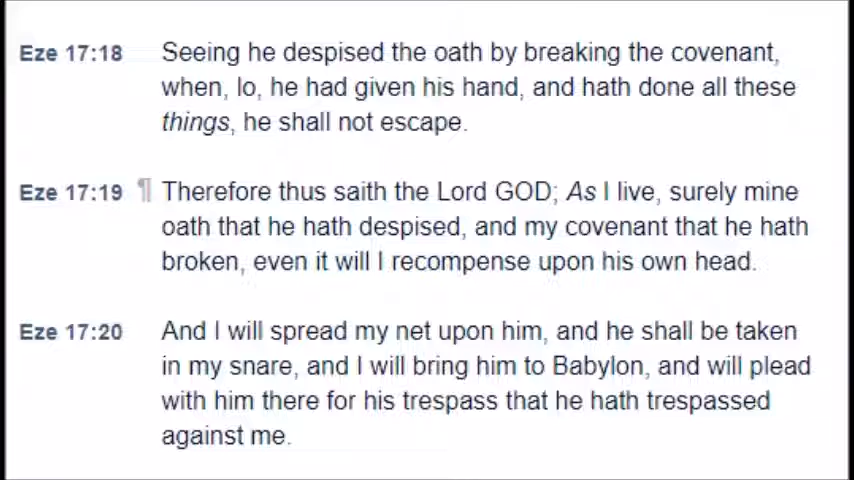 Eze 17:18 Seeing he despised the oath by breaking the covenant,
when, lo, he had given his hand, and hath done all these
things, he shall not escape.
Eze 17:19 ¶ Therefore thus saith the Lord GOD; As I live, surely mine
oath that he hath despised, and my covenant that he hath
broken, even it will I recompense upon his own head.
Eze 17:20 And I will spread my net upon him, and he shall be taken
in my snare, and I will bring him to Babylon, and will plead
with him there for his trespass that he hath trespassed
against me.